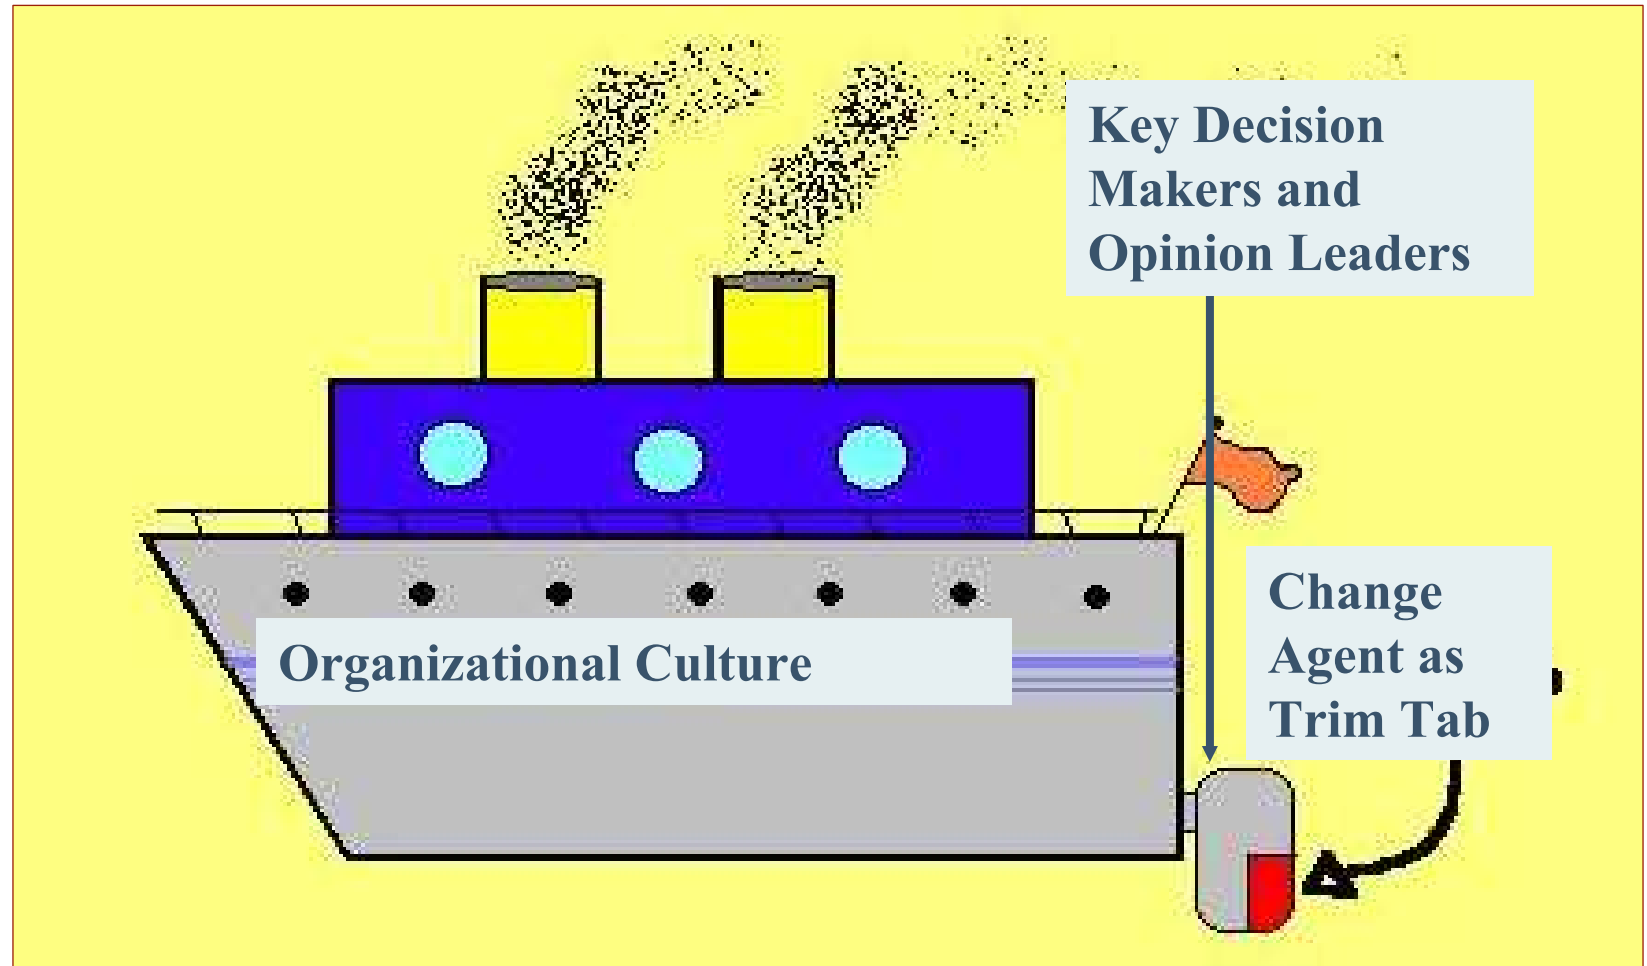 Key Decision
Makers and
Opinion Leaders
Change
Agent as
Trim Tab
Organizational Culture